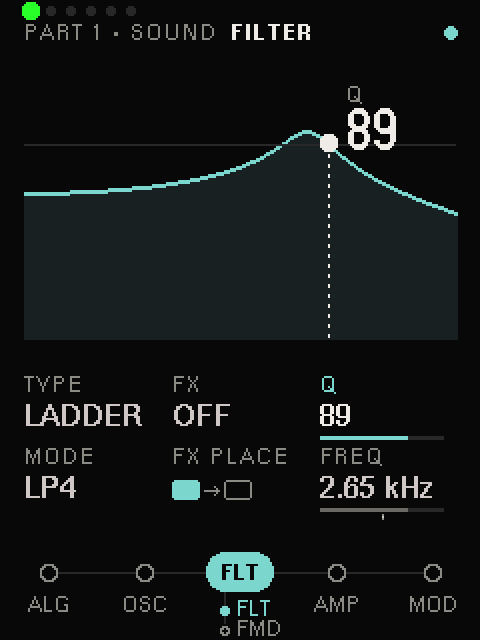 PART 1 • SOUND FILTER
Q
89
TYPE FX Q
LADDER OFF 89
MODE FX PLACE FREQ
LP4 → 2.65 kHz
FLT
ALG OSC FLT AMP MOD
FMD